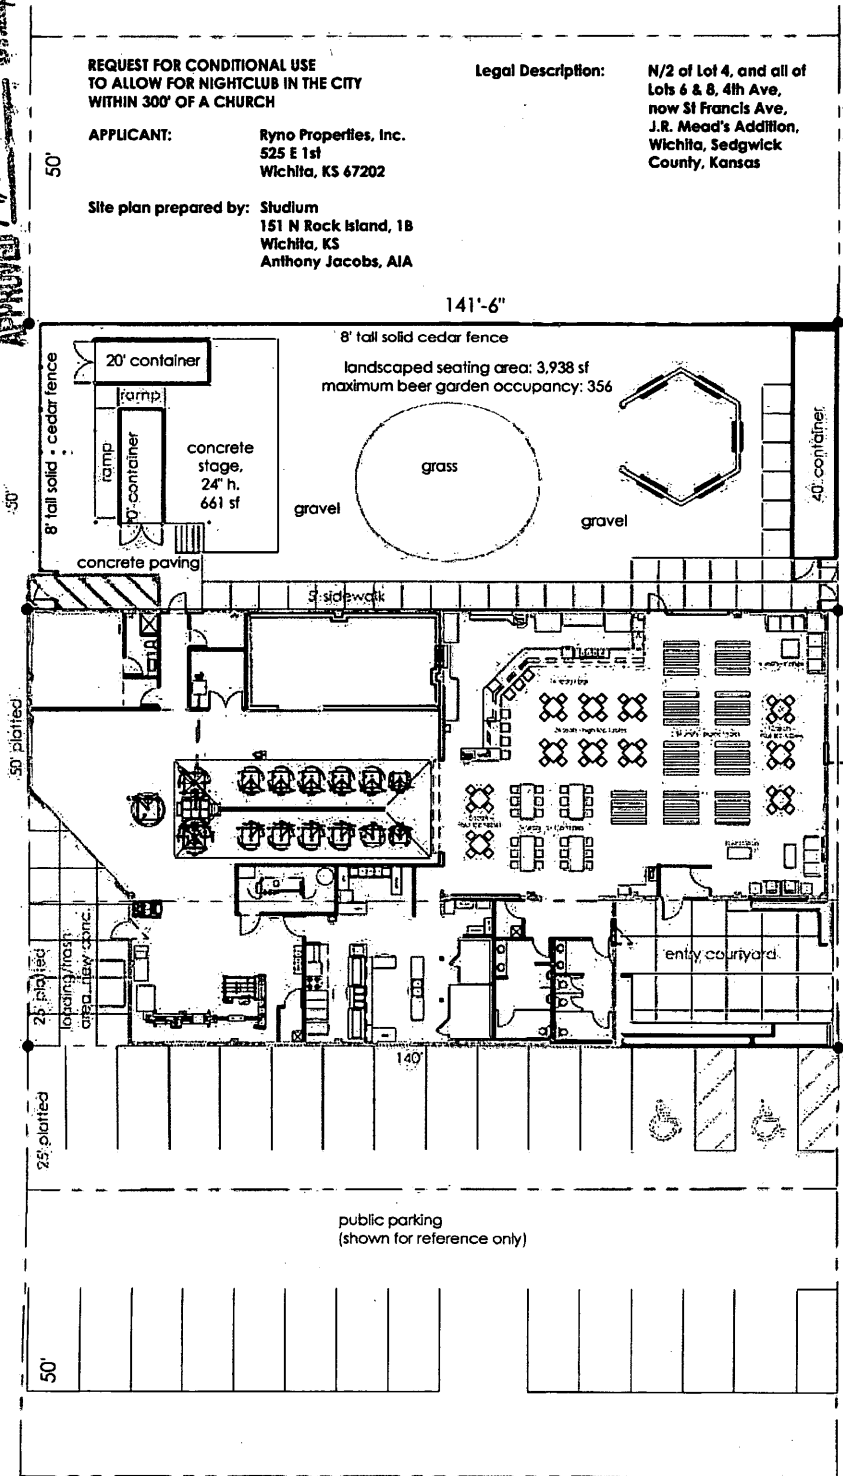 APPROVED
REQUEST FOR CONDITIONAL USE
TO ALLOW FOR NIGHTCLUB IN THE CITY
WITHIN 300' OF A CHURCH
APPLICANT: Ryno Properties, Inc.
525 E 1st
Wichita, KS 67202
Site plan prepared by: Studium
151 N Rock Island, 1B
Wichita, KS
Anthony Jacobs, AIA
Legal Description: N/2 of Lot 4, and all of
Lots 6 & 8, 4th Ave,
now St Francis Ave,
J.R. Mead's Addition,
Wichita, Sedgwick
County, Kansas
50'
141'-6"
8' tall solid cedar fence
20' container
landscaped seating area: 3,938 sf
maximum beer garden occupancy: 356
8' tall solid - cedar fence
ramp
ramp
0' container
concrete
stage,
24" h.
661 sf
grass
gravel
gravel
40' container
50'
concrete paving
5' sidewalk
50' platted
25' platted
loading/trash
area, new conc.
entry courtyard
140'
25' platted
public parking
(shown for reference only)
50'